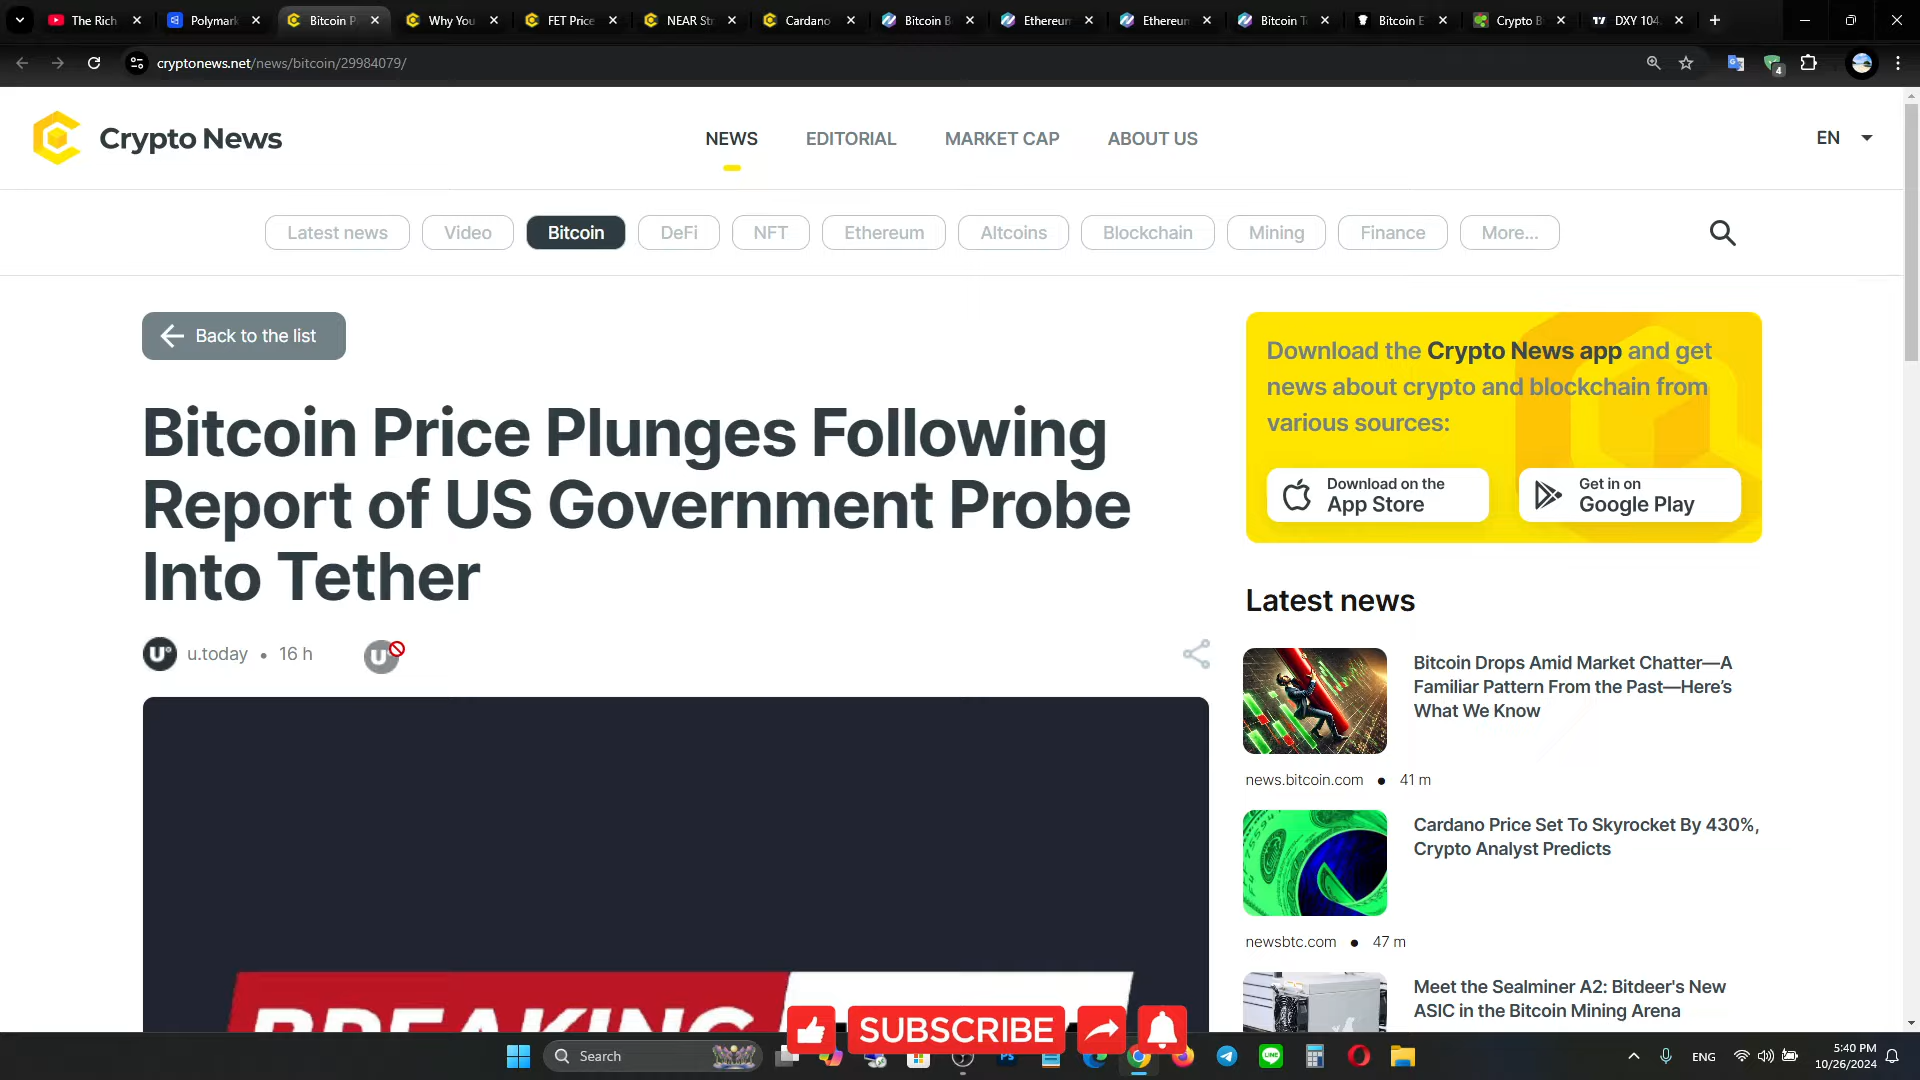 The Rich
Polymark
Bitcoin P
Why You
FET Price
NEAR Str
Cardano
Bitcoin B
Ethereum
Ethereum
Bitcoin T
Bitcoin E
Crypto B
DXY 104.
cryptonews.net/news/bitcoin/29984079/
4
Crypto News
NEWS
EDITORIAL
MARKET CAP
ABOUT US
EN
Latest news
Video
Bitcoin
DeFi
NFT
Ethereum
Altcoins
Blockchain
Mining
Finance
More...
Back to the list
Bitcoin Price Plunges Following
Report of US Government Probe
Into Tether
U°
u.today • 16 h
U
BREAKING
Download the Crypto News app and get
news about crypto and blockchain from
various sources:
Download on the
App Store
Get in on
Google Play
Latest news
Bitcoin Drops Amid Market Chatter—A
Familiar Pattern From the Past—Here's
What We Know
news.bitcoin.com • 41 m
Cardano Price Set To Skyrocket By 430%,
Crypto Analyst Predicts
newsbtc.com • 47 m
Meet the Sealminer A2: Bitdeer's New
ASIC in the Bitcoin Mining Arena
SUBSCRIBE
Search
Ps
LINE
ENG
5:40 PM
10/26/2024